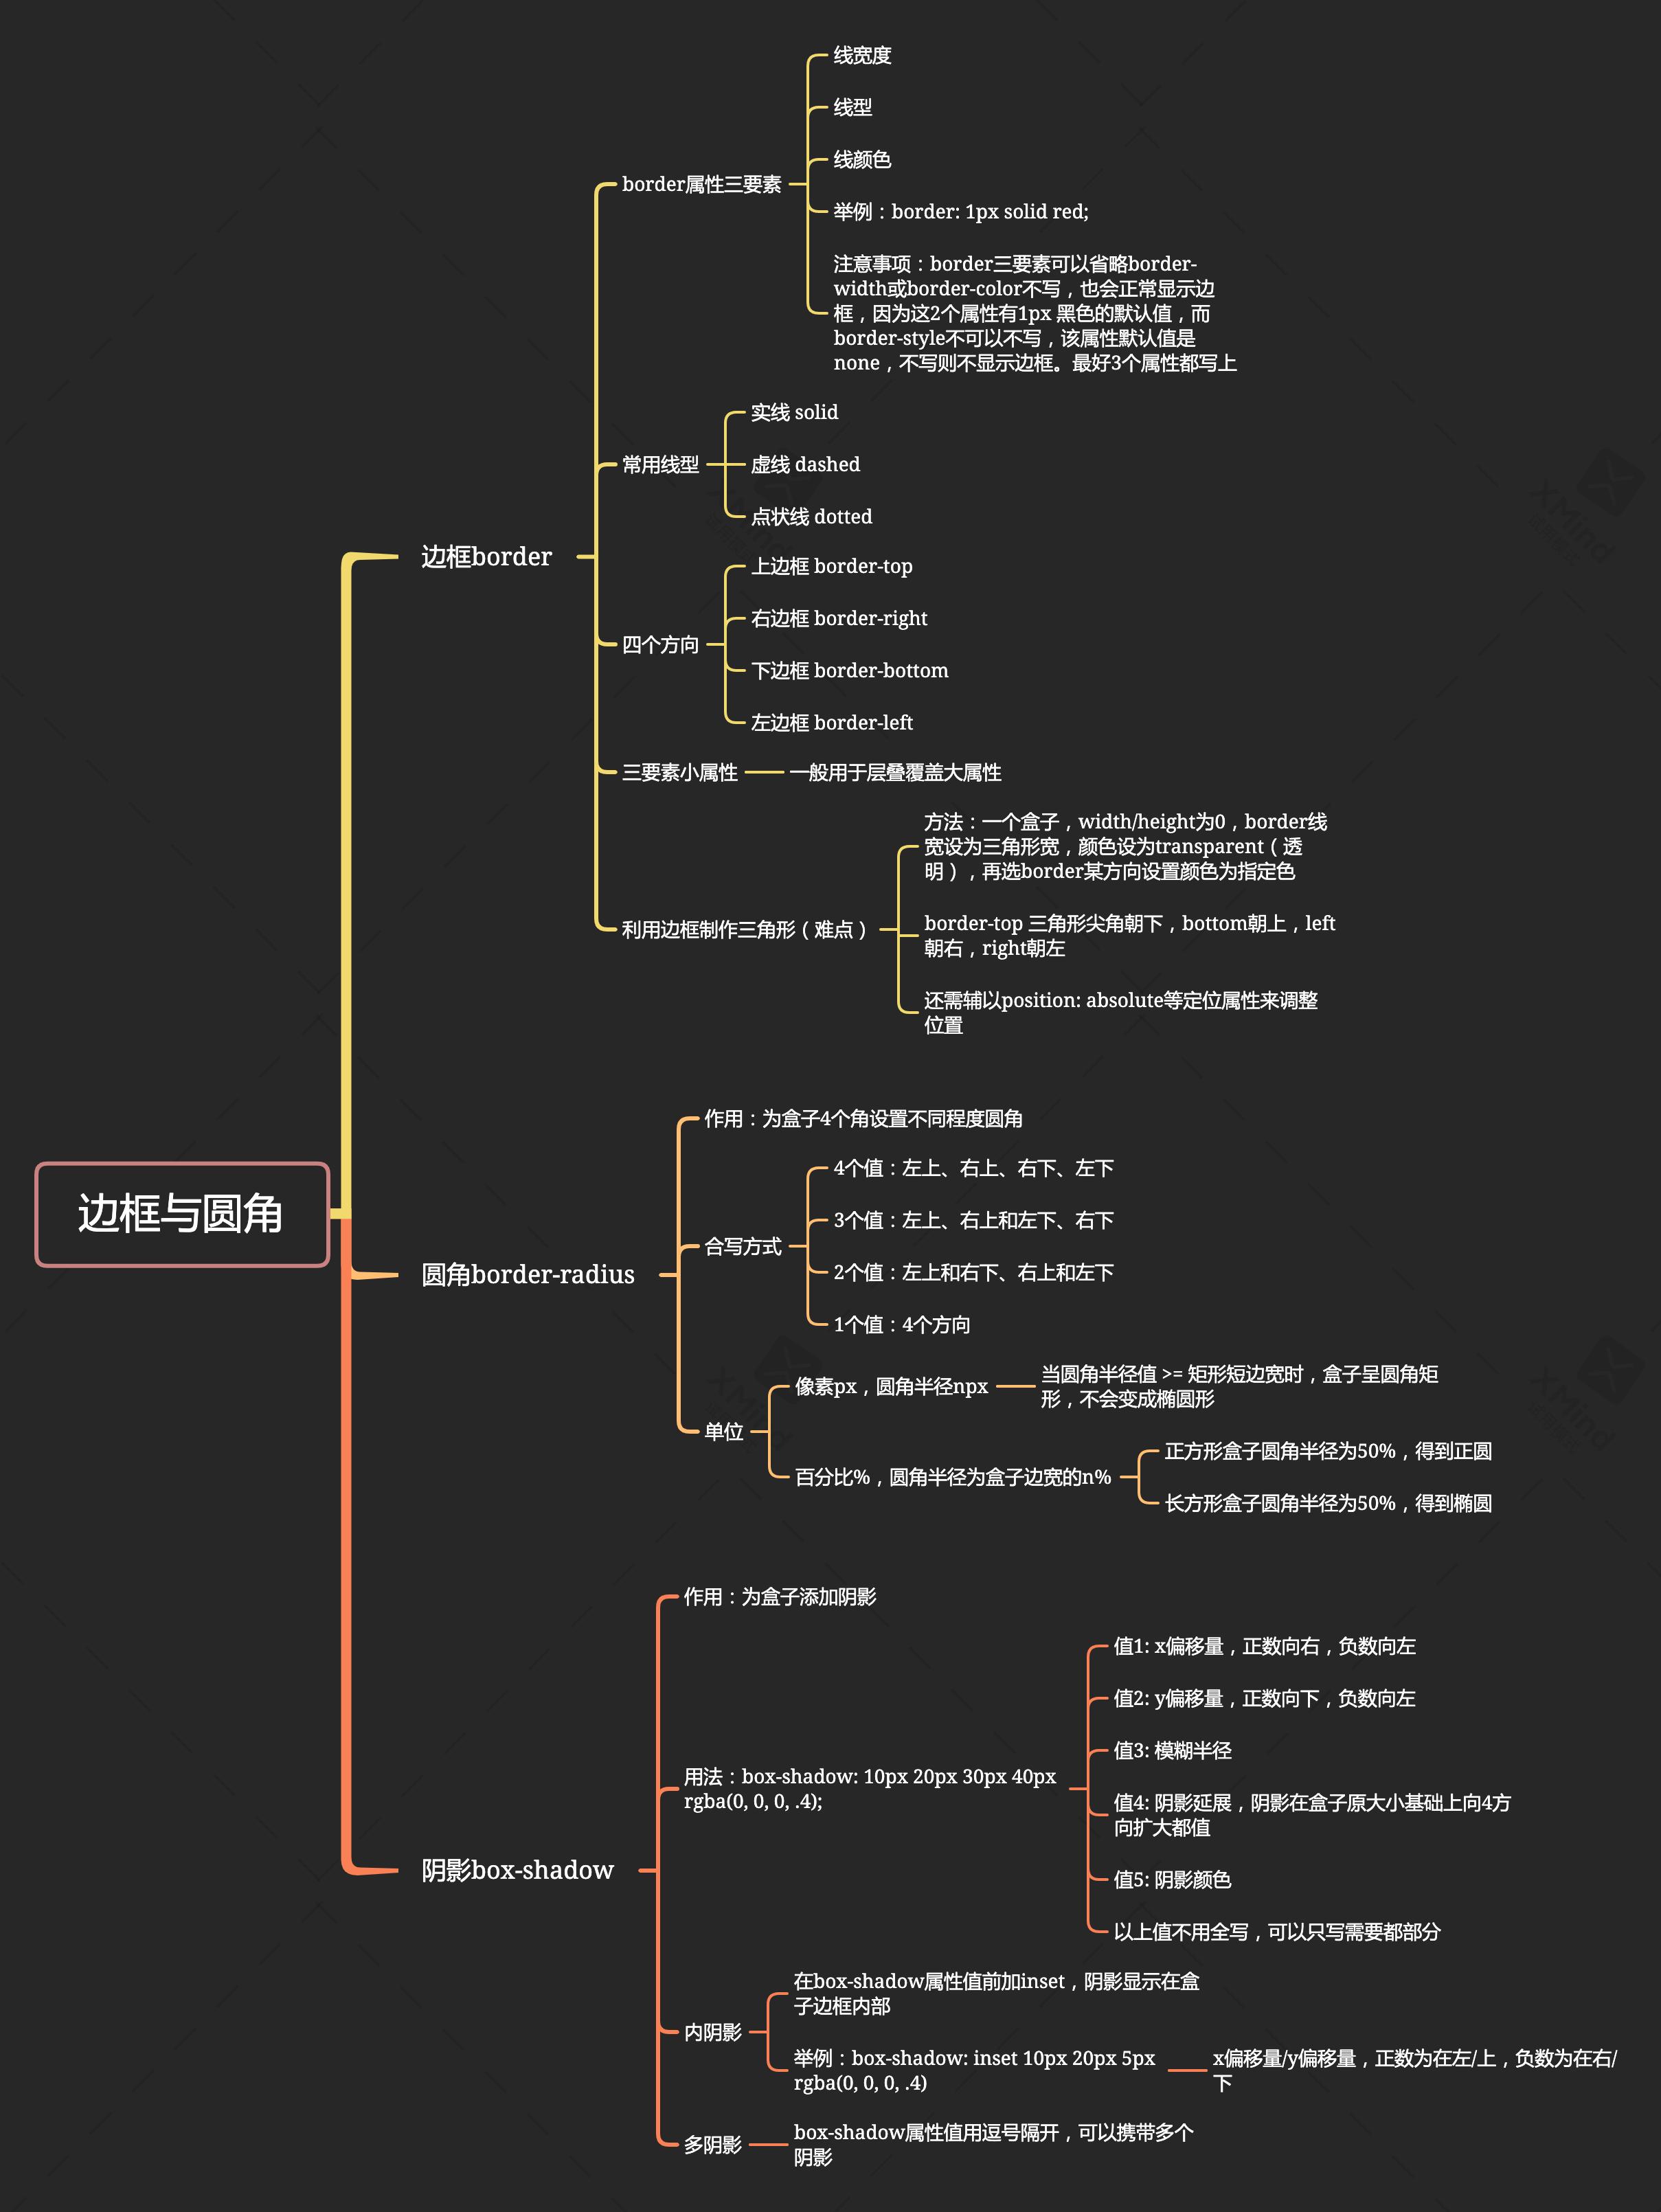 线宽度
线型
线颜色
border属性三要素
举例：border: 1px solid red;
注意事项：border三要素可以省略border-
width或border-color不写，也会正常显示边
框，因为这2个属性有1px 黑色的默认值，而
border-style不可以不写，该属性默认值是
none，不写则不显示边框。最好3个属性都写上
实线 solid
常用线型
虚线 dashed
点状线 dotted
边框border
上边框 border-top
右边框 border-right
四个方向
下边框 border-bottom
左边框 border-left
三要素小属性
一般用于层叠覆盖大属性
方法：一个盒子，width/height为0，border线
宽设为三角形宽，颜色设为transparent（透
明），再选border某方向设置颜色为指定色
利用边框制作三角形（难点）
border-top 三角形尖角朝下，bottom朝上，left
朝右，right朝左
还需辅以position: absolute等定位属性来调整
位置
边框与圆角
作用：为盒子4个角设置不同程度圆角
4个值：左上、右上、右下、左下
3个值：左上、右上和左下、右下
合写方式
2个值：左上和右下、右上和左下
1个值：4个方向
圆角border-radius
像素px，圆角半径npx
当圆角半径值 >= 矩形短边宽时，盒子呈圆角矩
形，不会变成椭圆形
单位
百分比%，圆角半径为盒子边宽的n%
正方形盒子圆角半径为50%，得到正圆
长方形盒子圆角半径为50%，得到椭圆
作用：为盒子添加阴影
值1: x偏移量，正数向右，负数向左
值2: y偏移量，正数向下，负数向左
值3: 模糊半径
用法：box-shadow: 10px 20px 30px 40px
rgba(0, 0, 0, .4);
值4: 阴影延展，阴影在盒子原大小基础上向4方
向扩大都值
值5: 阴影颜色
以上值不用全写，可以只写需要都部分
阴影box-shadow
在box-shadow属性值前加inset，阴影显示在盒
子边框内部
内阴影
举例：box-shadow: inset 10px 20px 5px
rgba(0, 0, 0, .4)
x偏移量/y偏移量，正数为在左/上，负数为在右/
下
多阴影
box-shadow属性值用逗号隔开，可以携带多个
阴影
XMind
XMind
XMind
XMind